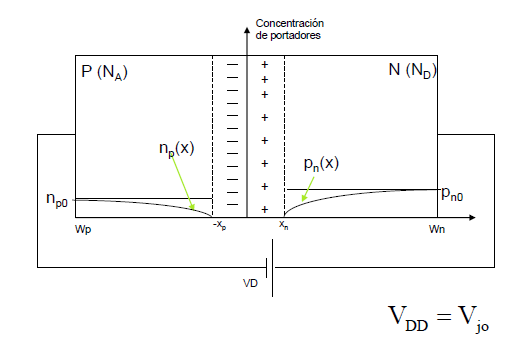 Concentración
de portadores
P (NA)
N (ND)
np(x)
pn(x)
np0
pn0
Wp
-xp
xn
Wn
VD
VDD = Vjo